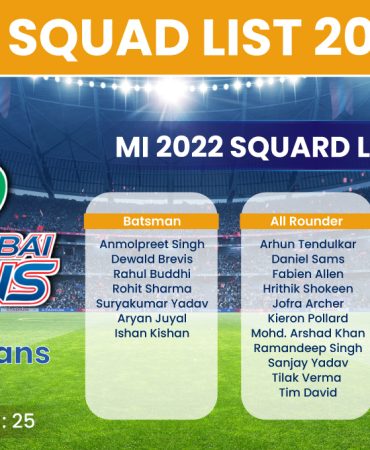 SQUAD LIST 20
MI 2022 SQUARD L
BAI
NS
ans
: 25
Batsman
Anmolpreet Singh
Dewald Brevis
Rahul Buddhi
Rohit Sharma
Suryakumar Yadav
Aryan Juyal
Ishan Kishan
All Rounder
Arhun Tendulkar
Daniel Sams
Fabien Allen
Hrithik Shokeen
Jofra Archer
Kieron Pollard
Mohd. Arshad Khan
Ramandeep Singh
Sanjay Yadav
Tilak Verma
Tim David